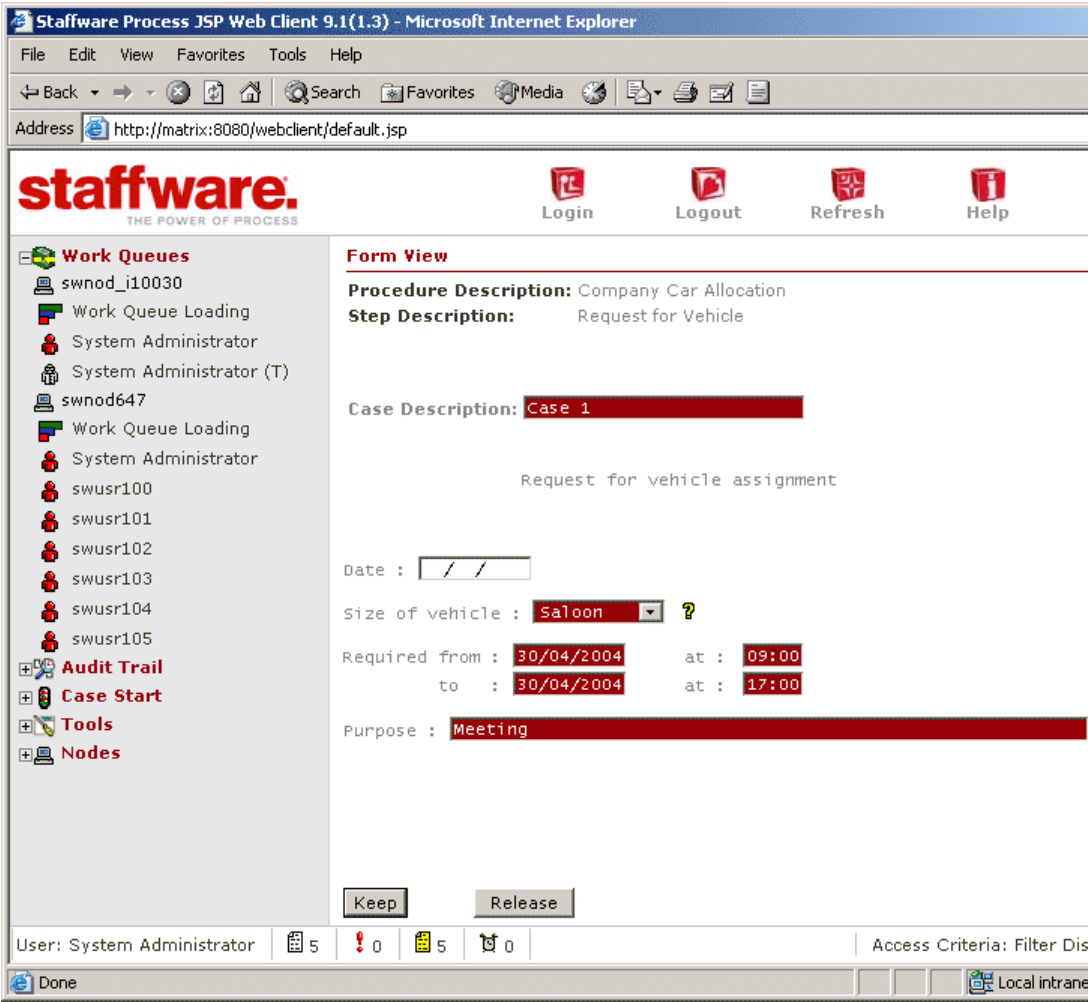 Staffware Process JSP Web Client 9.1(1.3) - Microsoft Internet Explorer
File Edit View Favorites Tools Help
Back Search Favorites Media
Address http://matrix:8080/webclient/default.jsp
staffware.
THE POWER OF PROCESS
Login Logout Refresh Help
Work Queues
swnod_i10030
Work Queue Loading
System Administrator
System Administrator (T)
swnod647
Work Queue Loading
System Administrator
swusr100
swusr101
swusr102
swusr103
swusr104
swusr105
Audit Trail
Case Start
Tools
Nodes
Form View
Procedure Description: Company Car Allocation
Step Description: Request for Vehicle
Case Description: Case 1
Request for vehicle assignment
Date : / /
Size of vehicle : Saloon ?
Required from : 30/04/2004 at : 09:00
to : 30/04/2004 at : 17:00
Purpose : Meeting
Keep Release
User: System Administrator 5 0 5 0 Access Criteria: Filter Dis
Done Local intrane